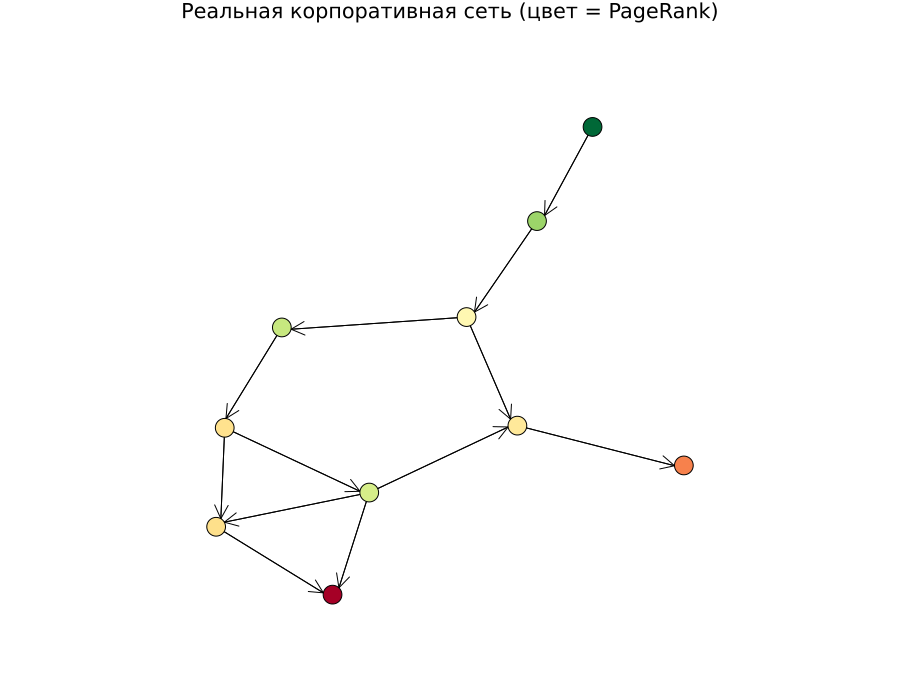 Реальная корпоративная сеть (цвет = PageRank)